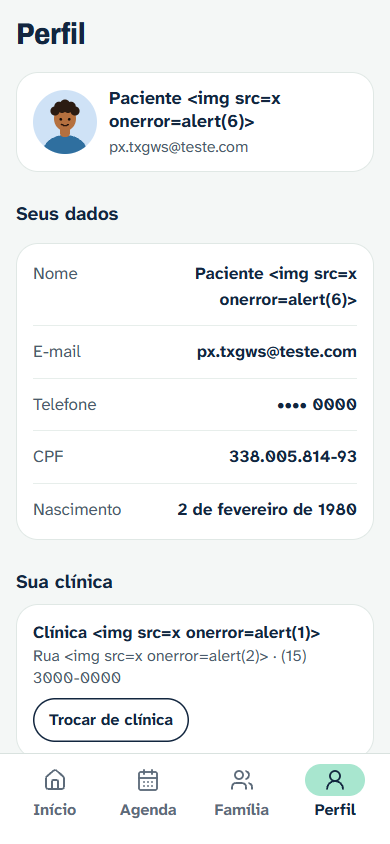 Perfil
Paciente <img src=x
onerror=alert(6)>
px.txgws@teste.com
Seus dados
Nome
Paciente <img src=x
onerror=alert(6)>
E-mail
px.txgws@teste.com
Telefone
•••• 0000
CPF
338.005.814-93
Nascimento
2 de fevereiro de 1980
Sua clínica
Clínica <img src=x onerror=alert(1)>
Rua <img src=x onerror=alert(2)> · (15)
3000-0000
Trocar de clínica
Início
Agenda
Família
Perfil